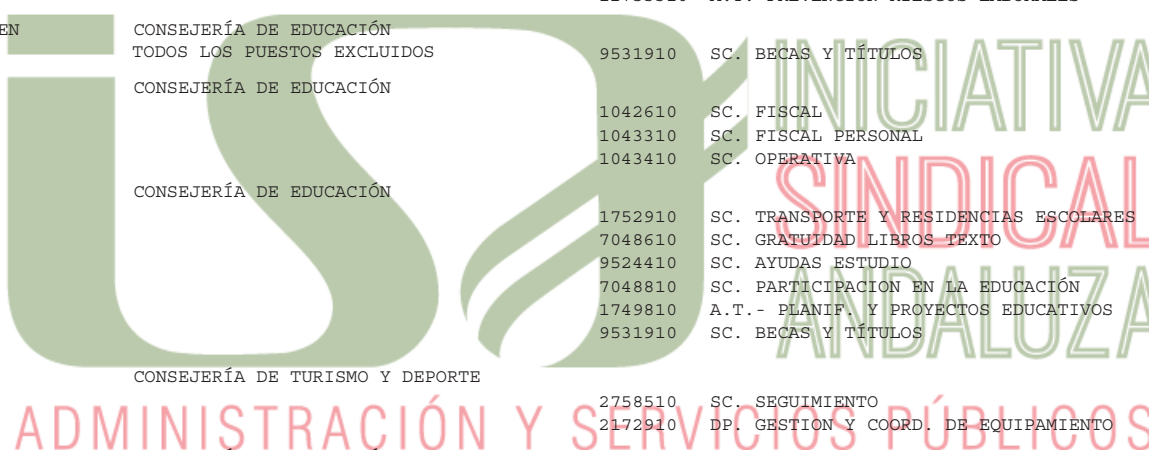 EN CONSEJERÍA DE EDUCACIÓN
TODOS LOS PUESTOS EXCLUIDOS 9531910 SC. BECAS Y TÍTULOS
CONSEJERÍA DE EDUCACIÓN
1042610 SC. FISCAL
1043310 SC. FISCAL PERSONAL
1043410 SC. OPERATIVA
CONSEJERÍA DE EDUCACIÓN
1752910 SC. TRANSPORTE Y RESIDENCIAS ESCOLARES
7048610 SC. GRATUIDAD LIBROS TEXTO
9524410 SC. AYUDAS ESTUDIO
7048810 SC. PARTICIPACION EN LA EDUCACIÓN
1749810 A.T.- PLANIF. Y PROYECTOS EDUCATIVOS
9531910 SC. BECAS Y TÍTULOS
CONSEJERÍA DE TURISMO Y DEPORTE
2758510 SC. SEGUIMIENTO
2172910 DP. GESTION Y COORD. DE EQUIPAMIENTO
isa
INICIATIVA
SINDICAL
ANDALUZA
ADMINISTRACIÓN Y SERVICIOS PÚBLICOS